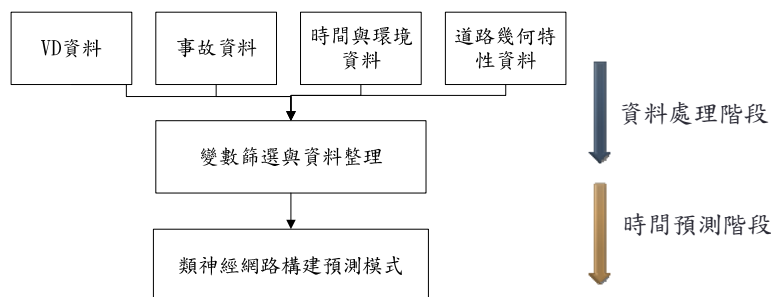 VD資料
事故資料
時間與環境
資料
道路幾何特
性資料
資料處理階段
變數篩選與資料整理
時間預測階段
類神經網路構建預測模式